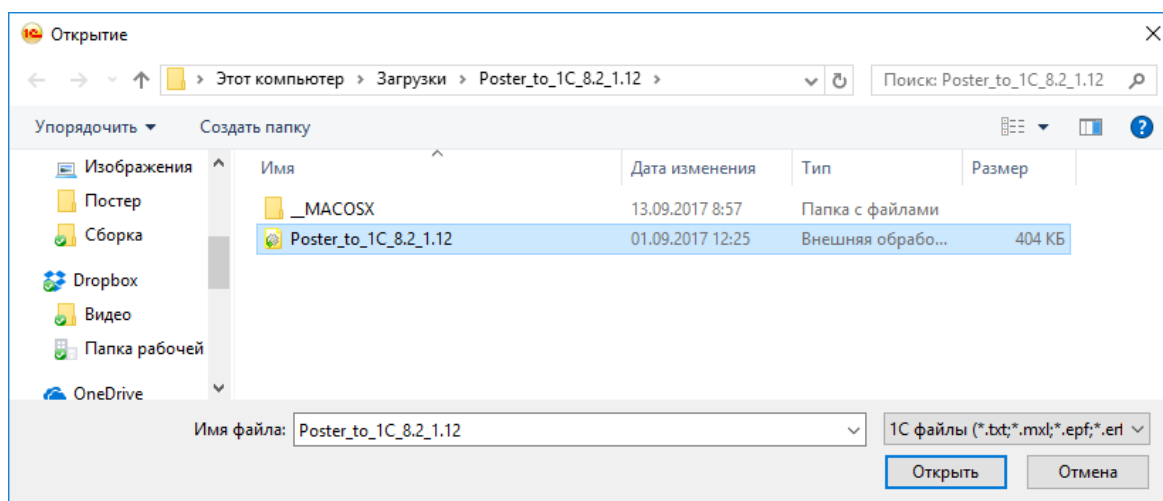 1С Открытие
Этот компьютер > Загрузки > Poster_to_1C_8.2_1.12 > Поиск: Poster_to_1C_8.2_1.12
Упорядочить Создать папку ?
Изображения Имя Дата изменения Тип Размер
Постер __MACOSX 13.09.2017 8:57 Папка с файлами
Сборка Poster_to_1C_8.2_1.12 01.09.2017 12:25 Внешняя обрабо... 404 КБ
Dropbox
Видео
Папка рабочей
OneDrive
Имя файла: Poster_to_1C_8.2_1.12 1С файлы (*.txt;*.mxl;*.epf;*.erf
Открыть Отмена